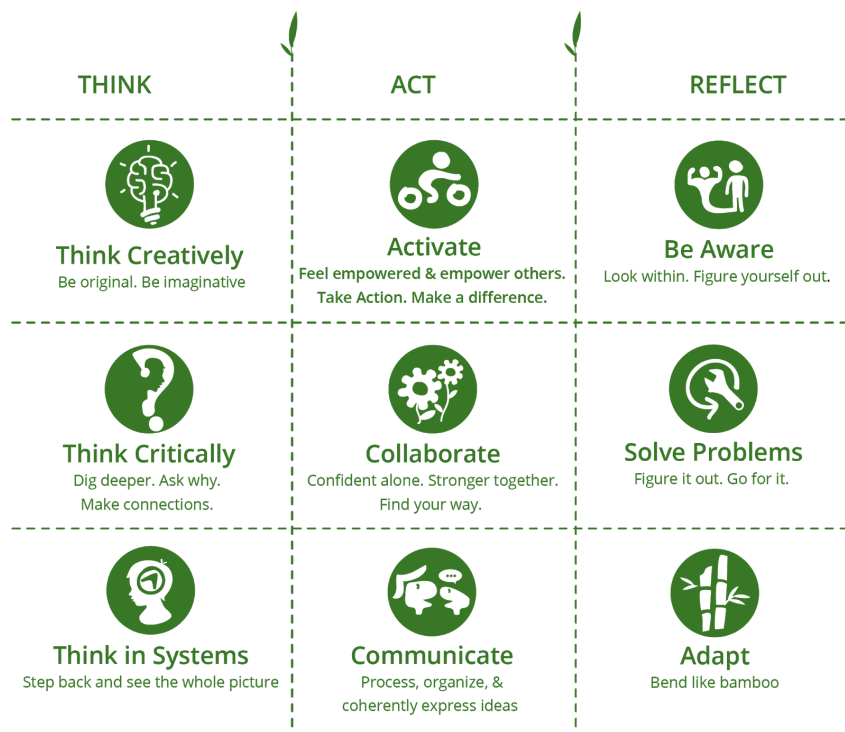 THINK
ACT
REFLECT
Think Creatively
Be original. Be imaginative
Activate
Feel empowered & empower others.
Take Action. Make a difference.
Be Aware
Look within. Figure yourself out.
Think Critically
Dig deeper. Ask why.
Make connections.
Collaborate
Confident alone. Stronger together.
Find your way.
Solve Problems
Figure it out. Go for it.
Think in Systems
Step back and see the whole picture
Communicate
Process, organize, &
coherently express ideas
Adapt
Bend like bamboo